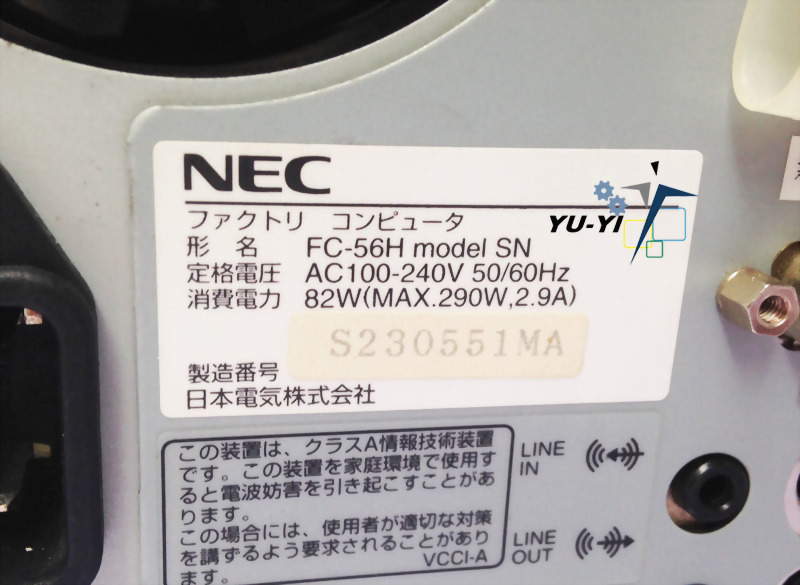 NEC
YU-YI
ファクトリ コンピュータ
形 名 FC-56H model SN
定格電圧 AC100-240V 50/60Hz
消費電力 82W(MAX.290W,2.9A)
S230551MA
製造番号
日本電気株式会社
この装置は、クラスA情報技術装置
です。この装置を家庭環境で使用す
ると電波妨害を引き起こすことがあ
ります。
この場合には、使用者が適切な対策
を講ずるよう要求されることがあり
ます。
VCCI-A
LINE
IN
LINE
OUT